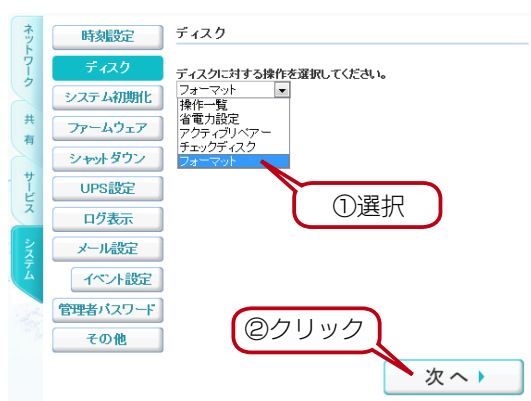 ネットワーク
共有
サービス
システム
時刻設定
ディスク
システム初期化
ファームウェア
シャットダウン
UPS設定
ログ表示
メール設定
イベント設定
管理者パスワード
その他
ディスク
ディスクに対する操作を選択してください。
フォーマット
操作一覧
省電力設定
アクティブリペアー
チェックディスク
フォーマット
①選択
②クリック
次へ